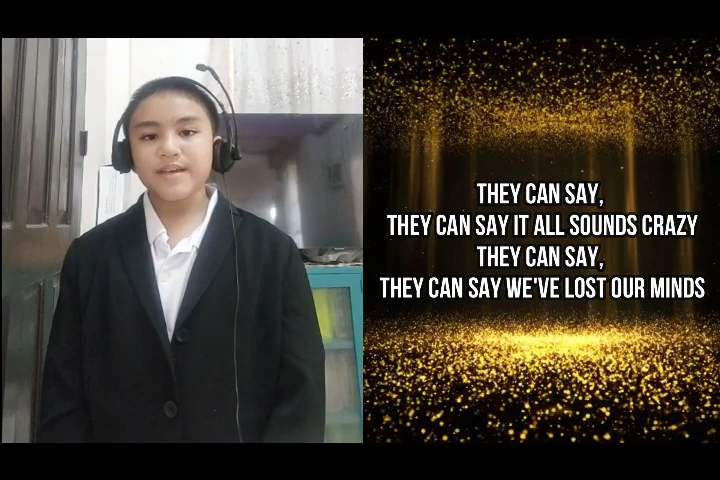 THEY CAN SAY,
THEY CAN SAY IT ALL SOUNDS CRAZY
THEY CAN SAY,
THEY CAN SAY WE'VE LOST OUR MINDS